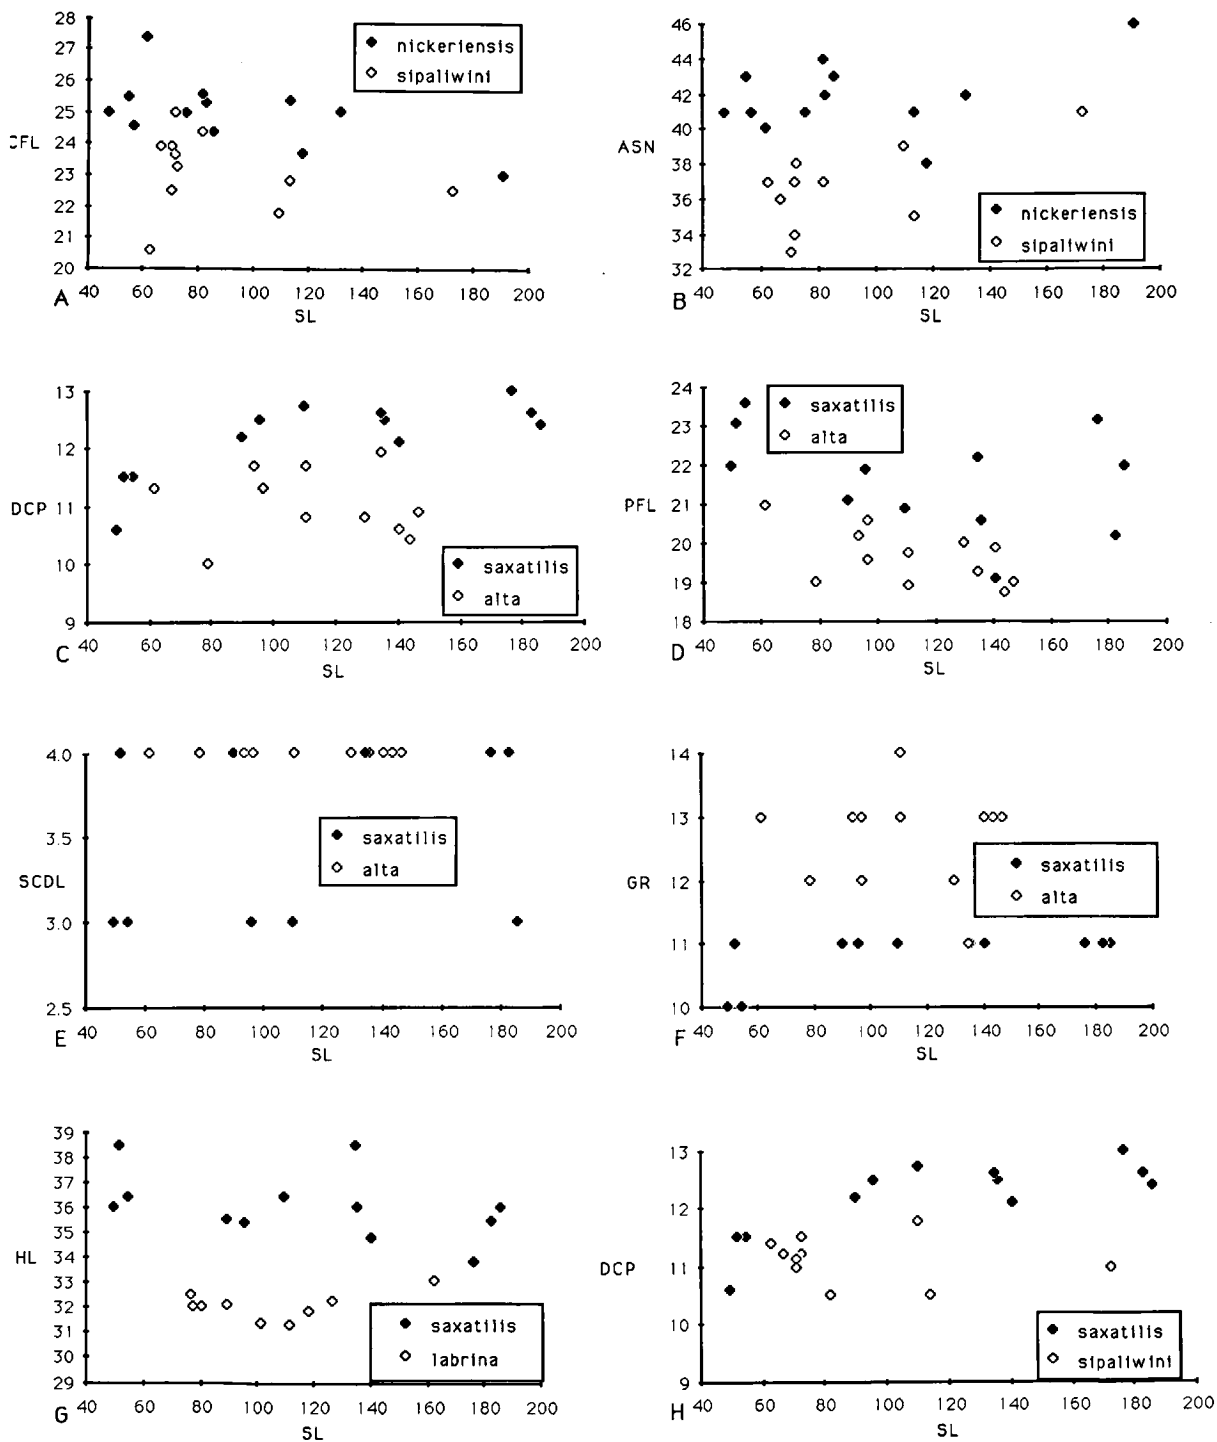 28
27
26
25
24
23
22
21
20
CFL
nickeriensis
sipaliwini
40 60 80 100 120 140 160 180 200
A
SL
46
44
42
40
38
36
34
32
ASN
nickeriensis
sipaliwini
40 60 80 100 120 140 160 180 200
B
SL
13
12
11
10
9
DCP
saxatilis
alta
40 60 80 100 120 140 160 180 200
C
SL
24
23
22
21
20
19
18
PFL
saxatilis
alta
40 60 80 100 120 140 160 180 200
D
SL
4.0
3.5
3.0
2.5
SCDL
saxatilis
alta
40 60 80 100 120 140 160 180 200
E
SL
14
13
12
11
10
GR
saxatilis
alta
40 60 80 100 120 140 160 180 200
F
SL
39
38
37
36
35
34
33
32
31
30
29
HL
saxatilis
labrina
40 60 80 100 120 140 160 180 200
G
SL
13
12
11
10
9
DCP
saxatilis
sipaliwini
40 60 80 100 120 140 160 180 200
H
SL